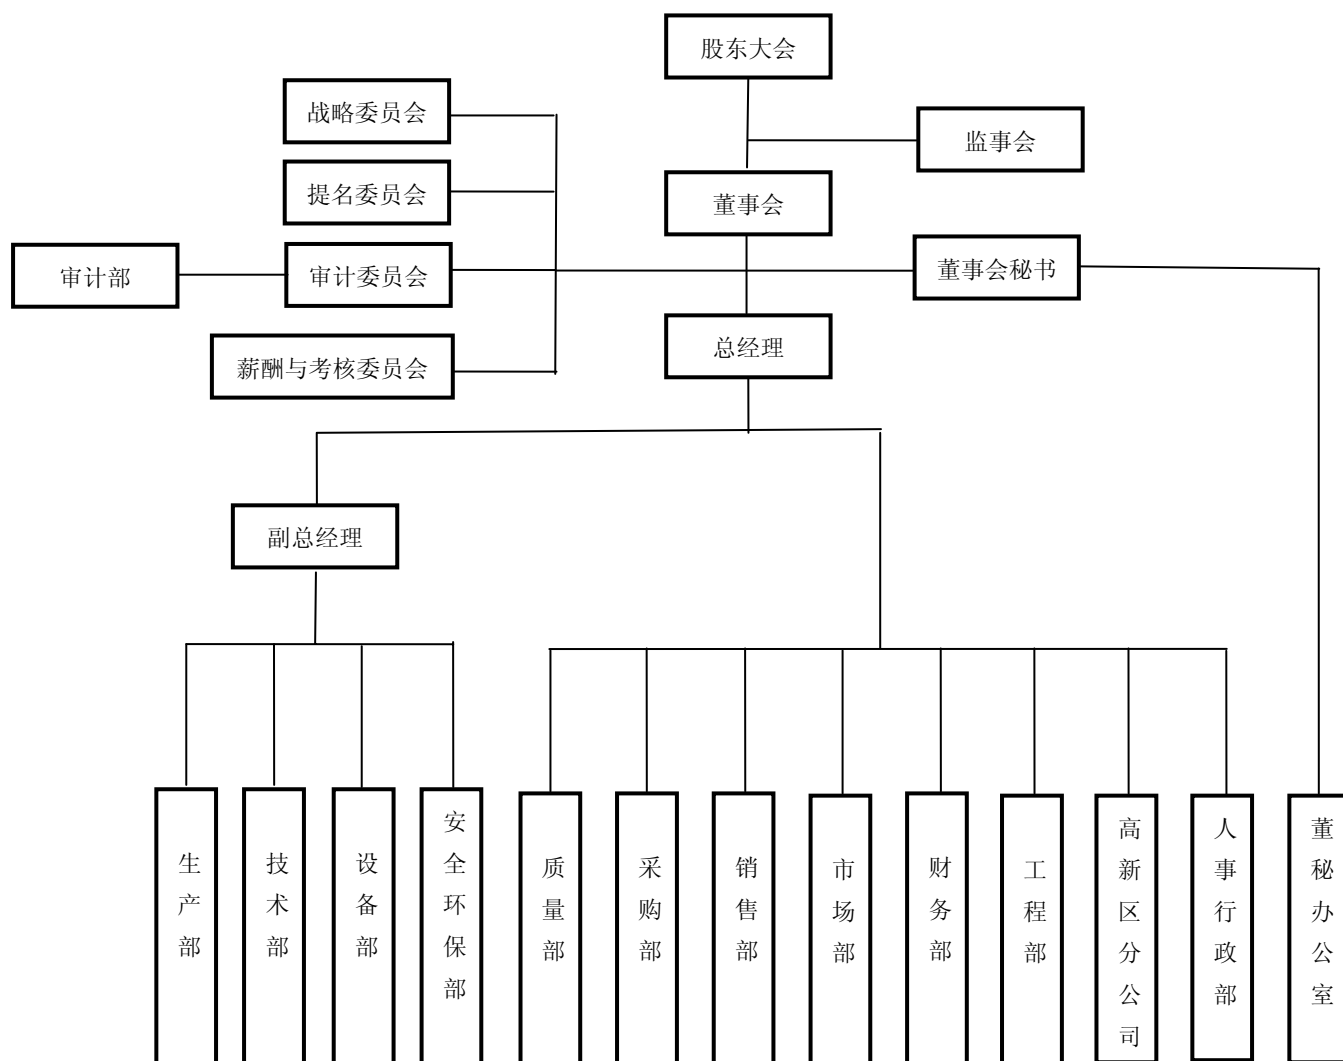 股东大会
战略委员会
监事会
提名委员会
董事会
审计部
审计委员会
董事会秘书
总经理
薪酬与考核委员会
副总经理
生产部
技术部
设备部
安全环保部
质量部
采购部
销售部
市场部
财务部
工程部
高新区分公司
人事行政部
董秘办公室